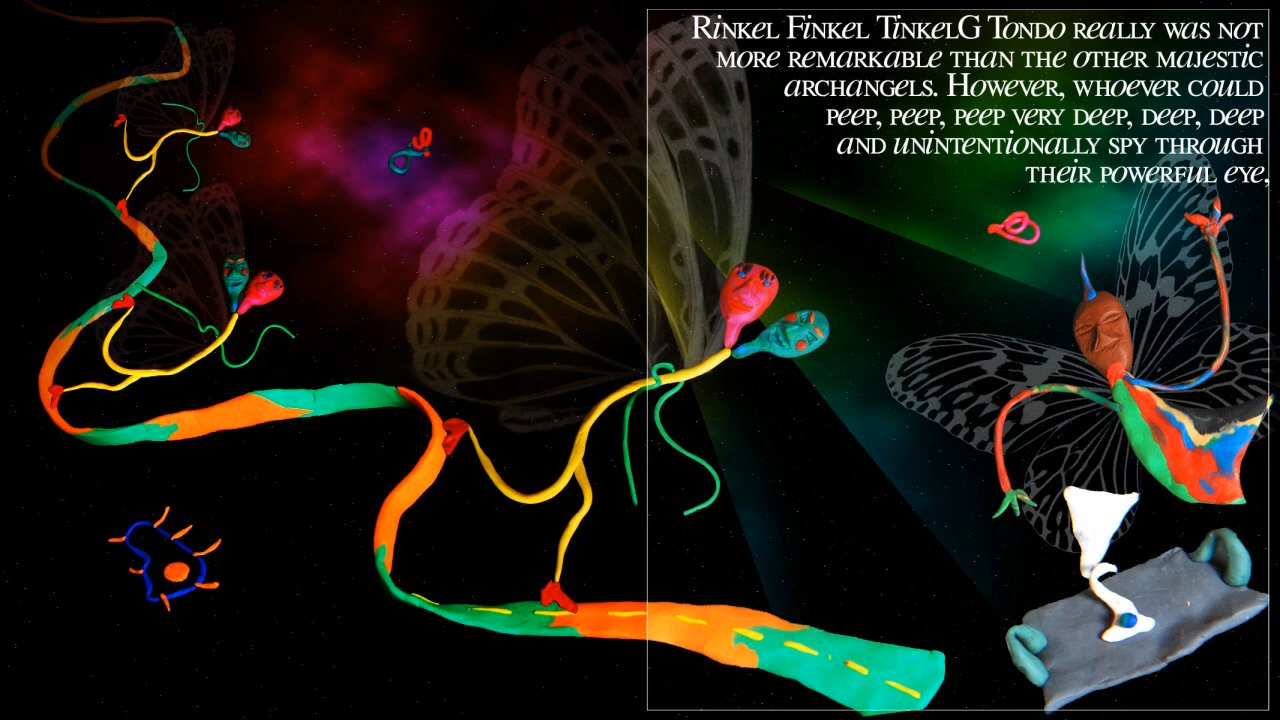 Rinkel Finkel TinkelG Tondo really was not
more remarkable than the other majestic
archangels. However, whoever could
peep, peep, peep very deep, deep, deep
and unintentionally spy through
their powerful eye,